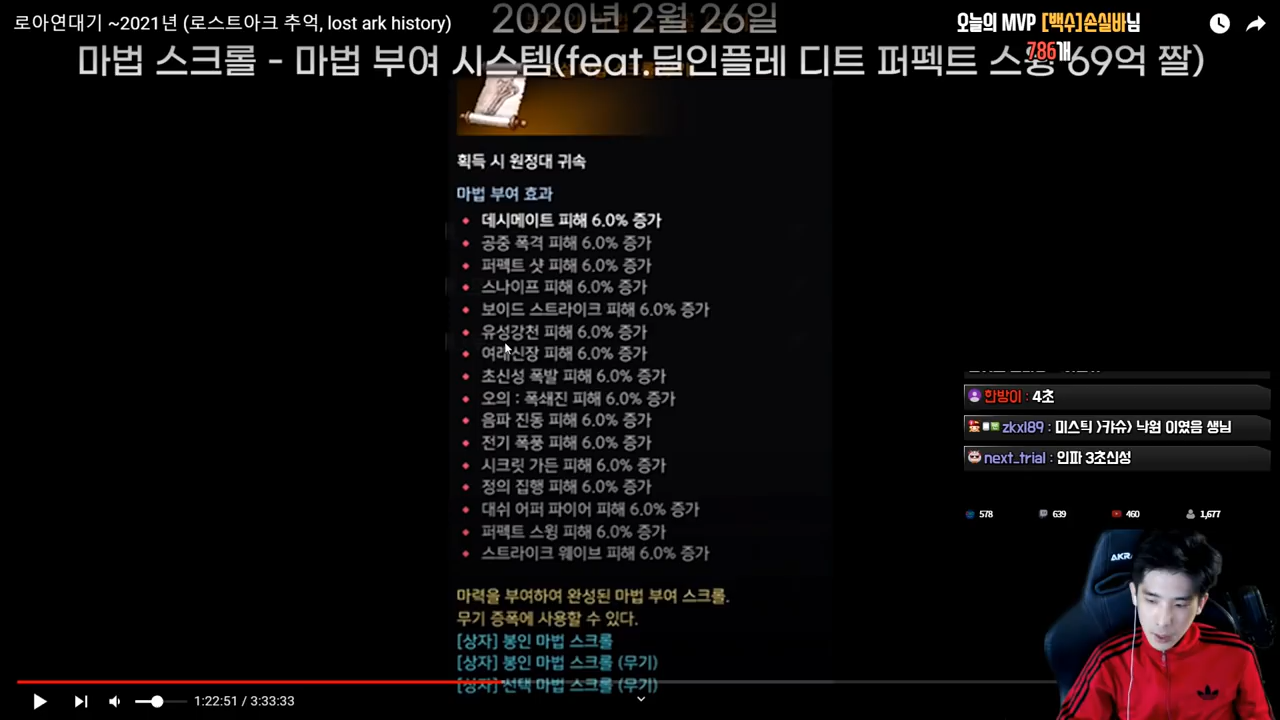 로아연대기 ~2021년 (로스트아크 추억, lost ark history)
2020년 2월 26일
오늘의 MVP [백수]손실바님
786개
마법 스크롤 - 마법 부여 시스템(feat.딜인플레 디트 퍼펙트 스윙 69억 짤)
획득 시 원정대 귀속
마법 부여 효과
데시메이트 피해 6.0% 증가
공중 폭격 피해 6.0% 증가
퍼펙트 샷 피해 6.0% 증가
스나이프 피해 6.0% 증가
보이드 스트라이크 피해 6.0% 증가
유성강천 피해 6.0% 증가
여래신장 피해 6.0% 증가
초신성 폭발 피해 6.0% 증가
오의 : 폭쇄진 피해 6.0% 증가
음파 진동 피해 6.0% 증가
전기 폭풍 피해 6.0% 증가
시크릿 가든 피해 6.0% 증가
정의 집행 피해 6.0% 증가
대쉬 어퍼 파이어 피해 6.0% 증가
퍼펙트 스윙 피해 6.0% 증가
스트라이크 웨이브 피해 6.0% 증가
마력을 부여하여 완성된 마법 부여 스크롤.
무기 증폭에 사용할 수 있다.
[상자] 봉인 마법 스크롤
[상자] 봉인 마법 스크롤 (무기)
[상자] 선택 마법 스크롤 (무기)
한방이 : 4초
zkxl89 : 미스틱 >캬슈> 낙원 이였음 생님
next_trial : 인파 3초신성
578 639 460 1,677
AKR
1:22:51 / 3:33:33